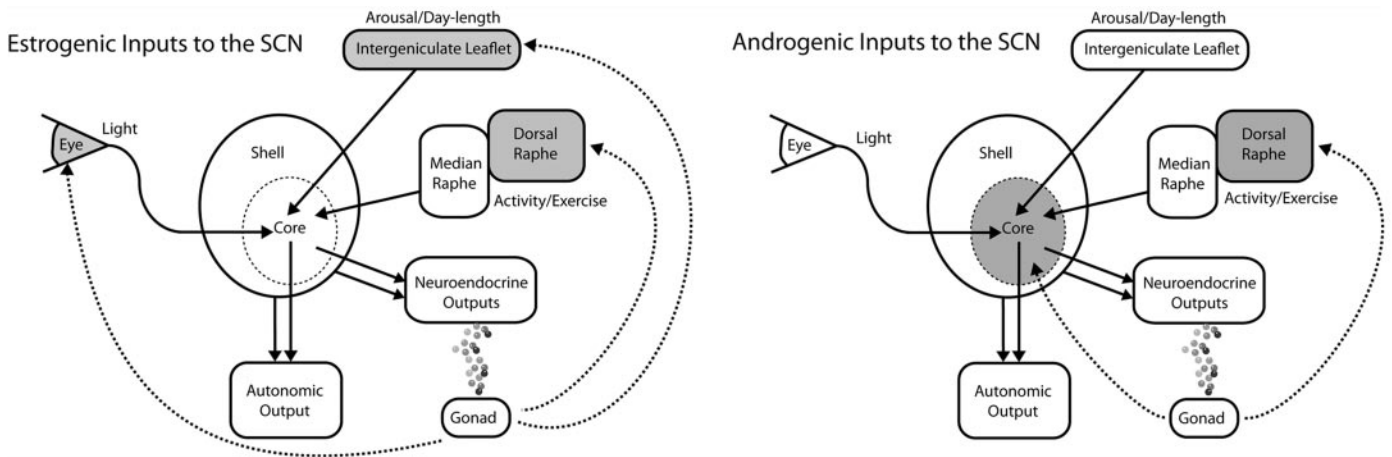 Estrogenic Inputs to the SCN
Arousal/Day-length
Intergeniculate Leaflet
Eye
Light
Shell
Median
Raphe
Dorsal
Raphe
Activity/Exercise
Core
Neuroendocrine
Outputs
Autonomic
Output
Gonad
Androgenic Inputs to the SCN
Arousal/Day-length
Intergeniculate Leaflet
Eye
Light
Shell
Median
Raphe
Dorsal
Raphe
Activity/Exercise
Core
Neuroendocrine
Outputs
Autonomic
Output
Gonad